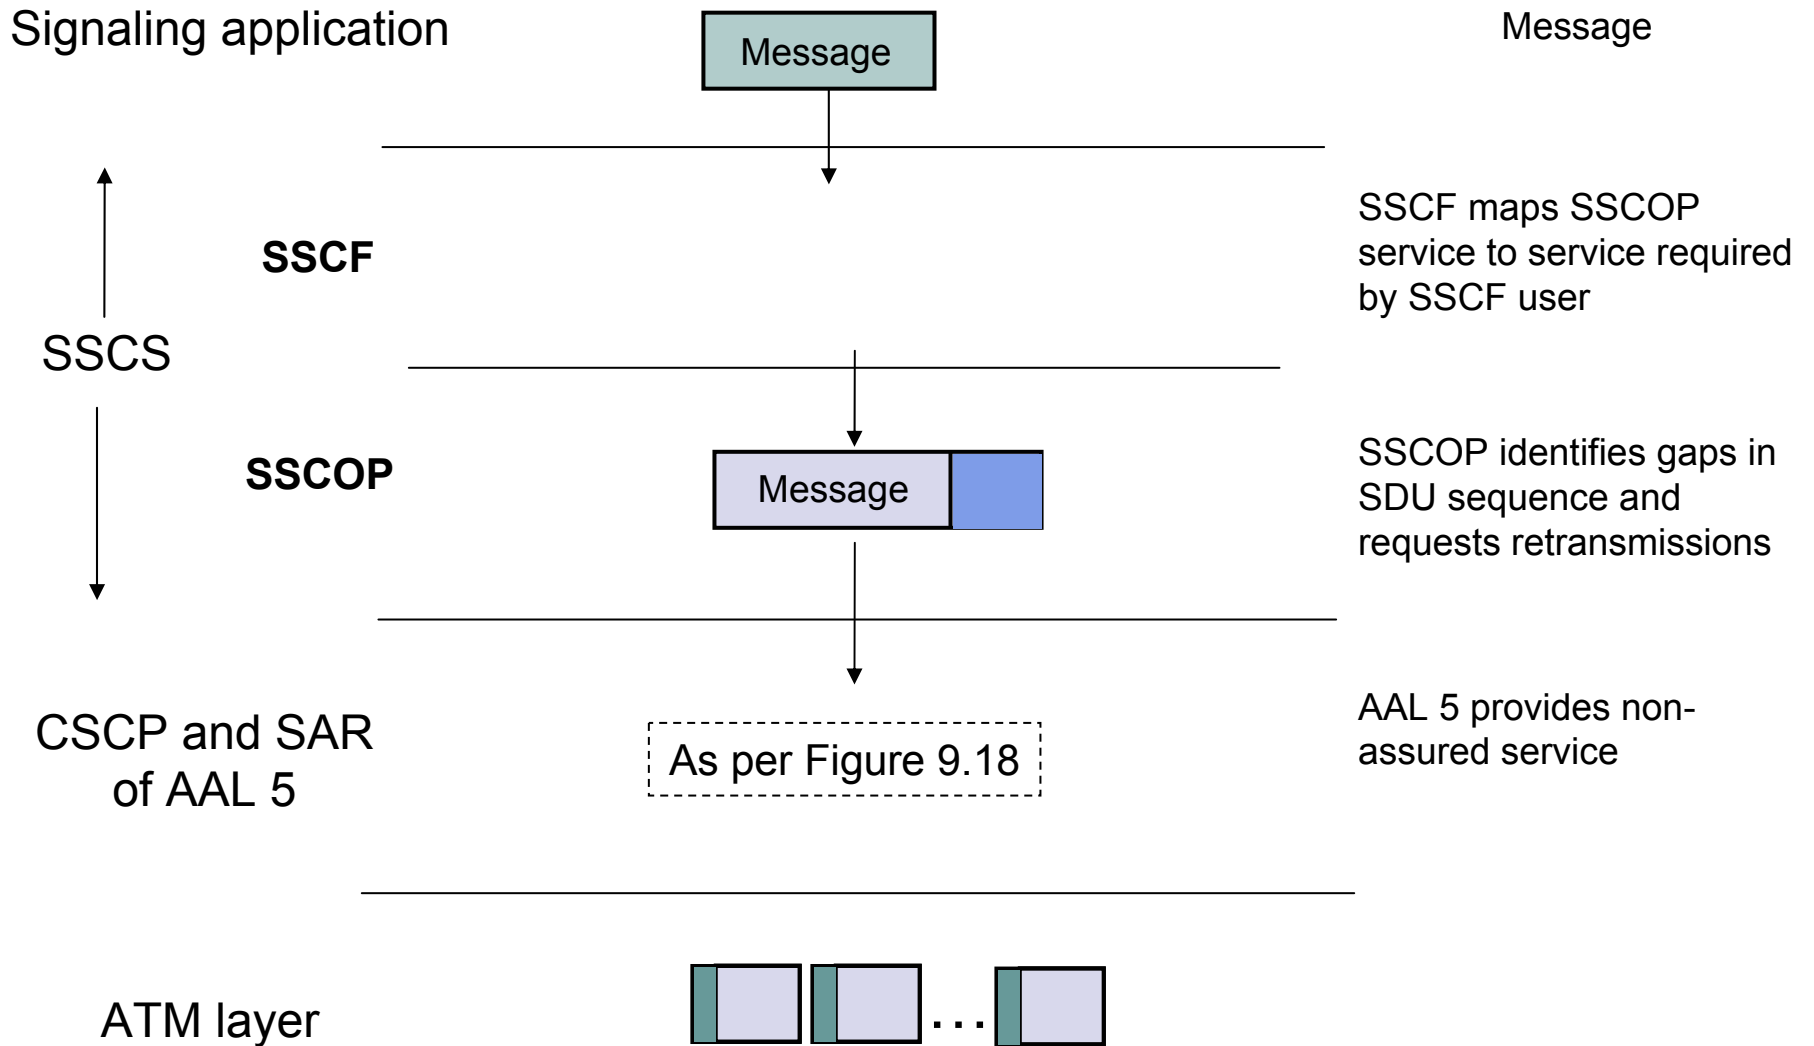 Signaling application
Message
Message
SSCF
SSCF maps SSCOP
service to service required
by SSCF user
SSCS
SSCOP
Message
SSCOP identifies gaps in
SDU sequence and
requests retransmissions
CSCP and SAR
of AAL 5
As per Figure 9.18
AAL 5 provides non-
assured service
ATM layer
...